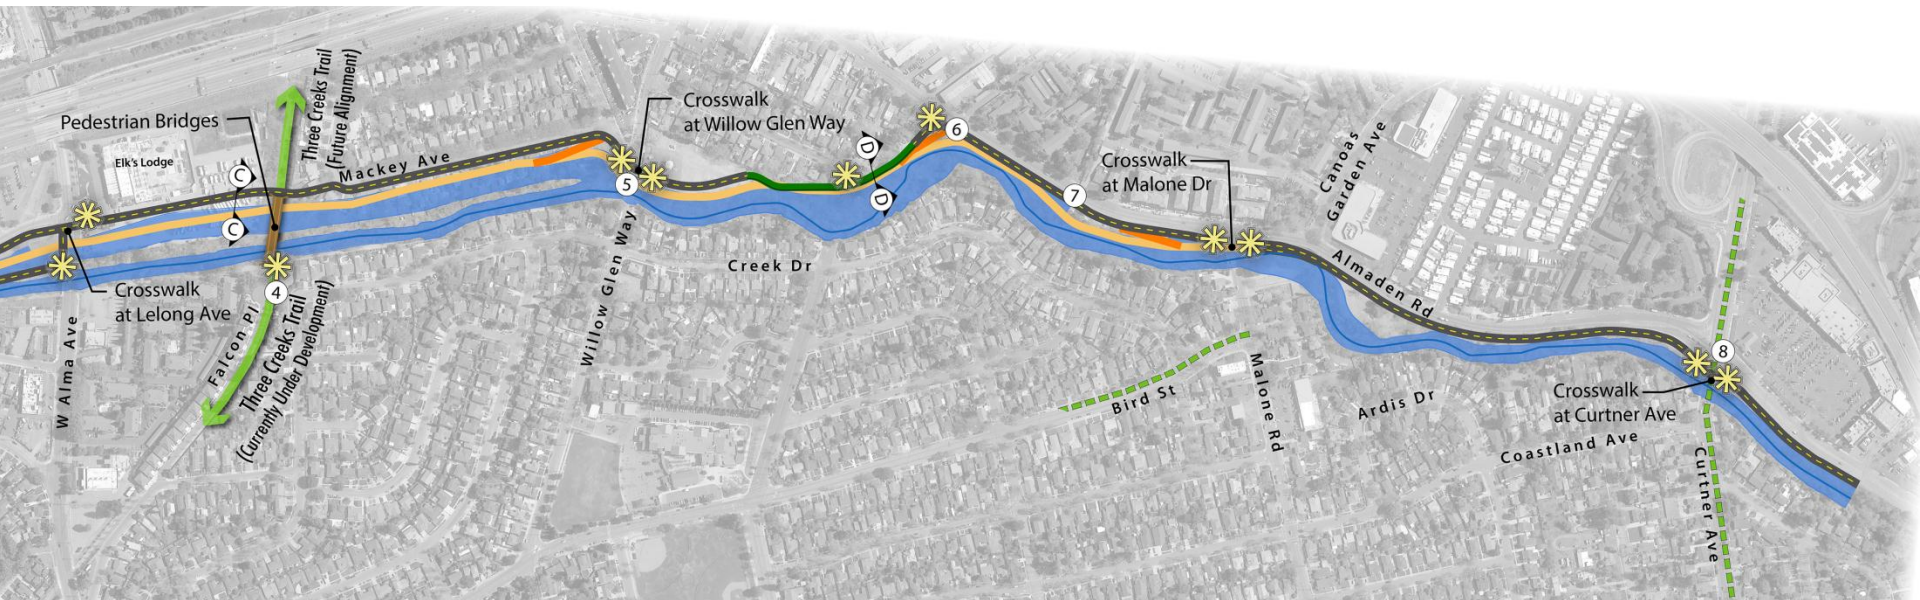 Pedestrian Bridges
Three Creeks Trail
(Future Alignment)
Elk's Lodge
C
C
Mackey Ave
Crosswalk
at Willow Glen Way
D
D
6
5
Crosswalk
at Malone Dr
7
Canoas
Garden Ave
Crosswalk
at Lelong Ave
4
W Alma Ave
Falcon Pl
Three Creeks Trail
(Currently Under Development)
Willow Glen Way
Creek Dr
Almaden Rd
Bird St
Malone Rd
Ardis Dr
Coastland Ave
8
Crosswalk
at Curtner Ave
Curtner Ave